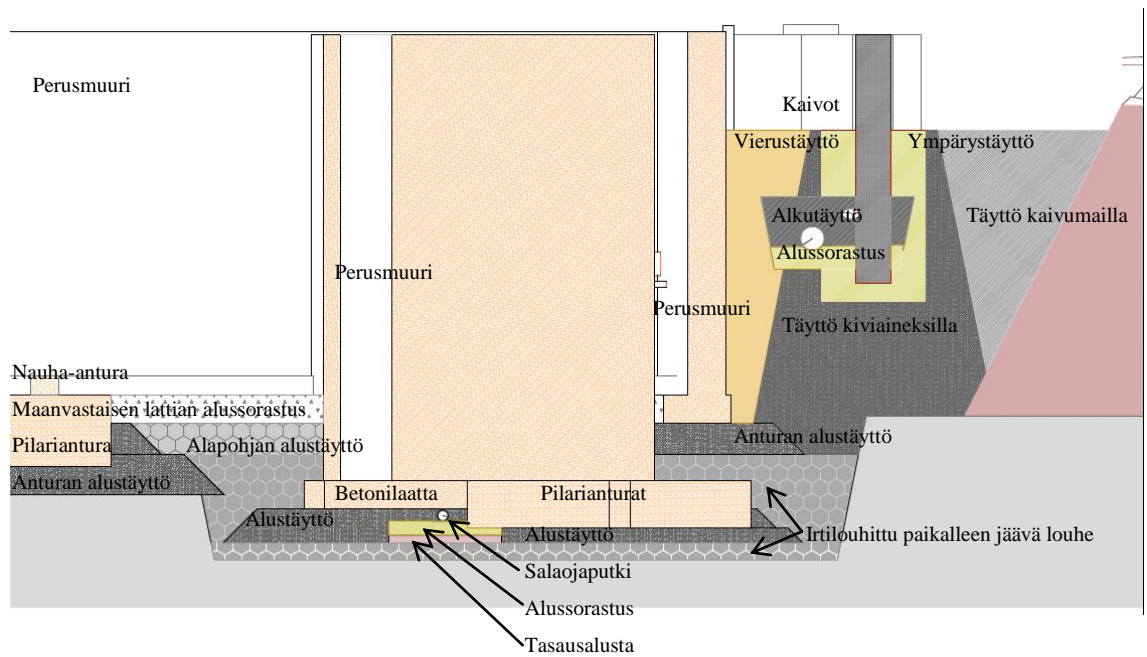 Perusmuuri
Kaivot
Vierustäyttö
Ympärystäyttö
Alkutäyttö
Täyttö kaivumailla
Alussorastus
Perusmuuri
Perusmuuri
Täyttö kiviaineksilla
Nauha-antura
Maanvastaisen lattian alussorastus
Pilariantura
Alapohjan alustäyttö
Anturan alustäyttö
Anturan alustäyttö
Betonilaatta
Pilarianturat
Alustäyttö
Alustäyttö
Irtilouhittu paikalleen jäävä louhe
Salaojaputki
Alussorastus
Tasausalusta